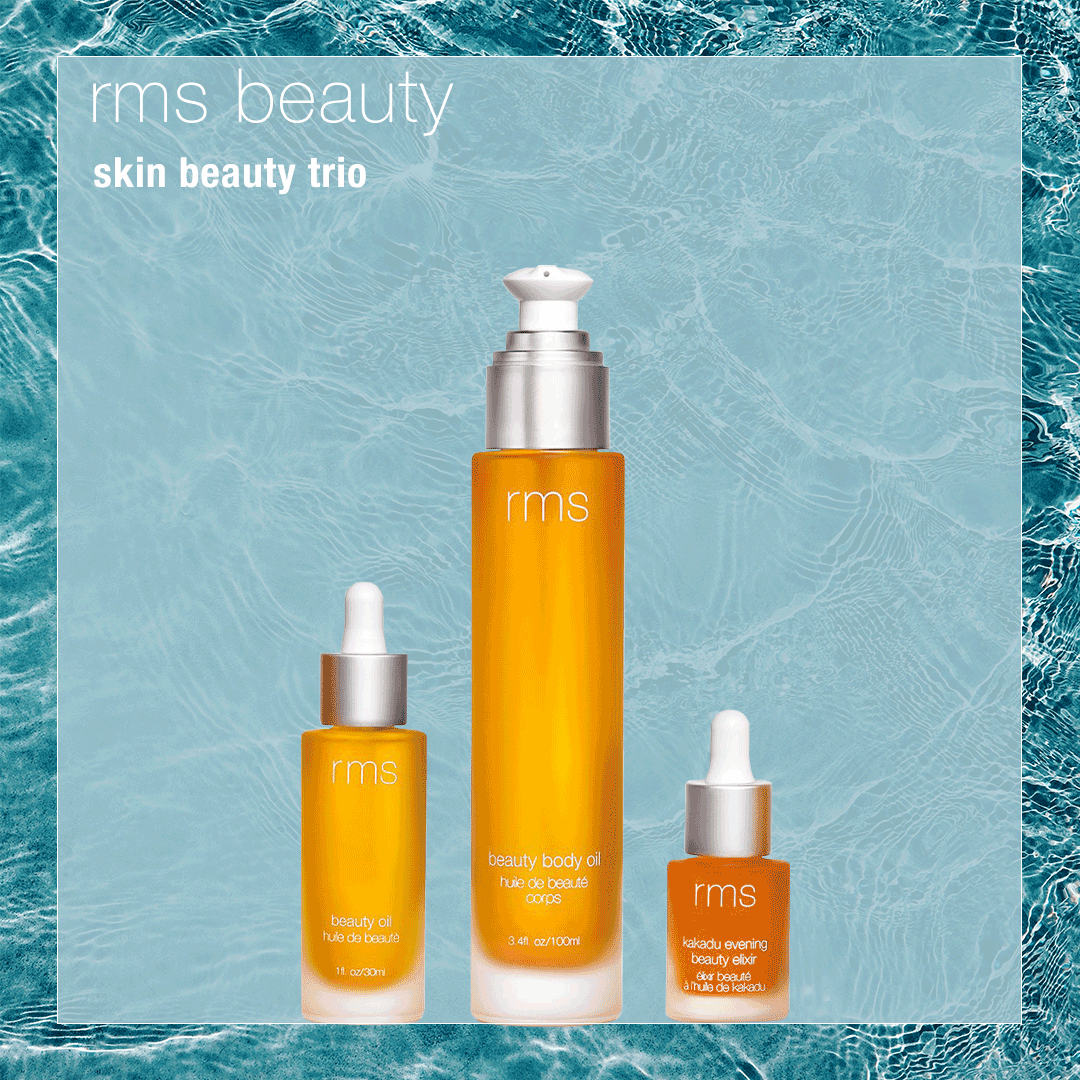 rms beauty
skin beauty trio
rms
beauty body oil
huile de beauté
corps
3.4fl. oz/100ml
rms
beauty oil
huile de beauté
1fl. oz/30ml
rms
kakadu evening
beauty elixir
élixir beauté
à l'huile de kakadu